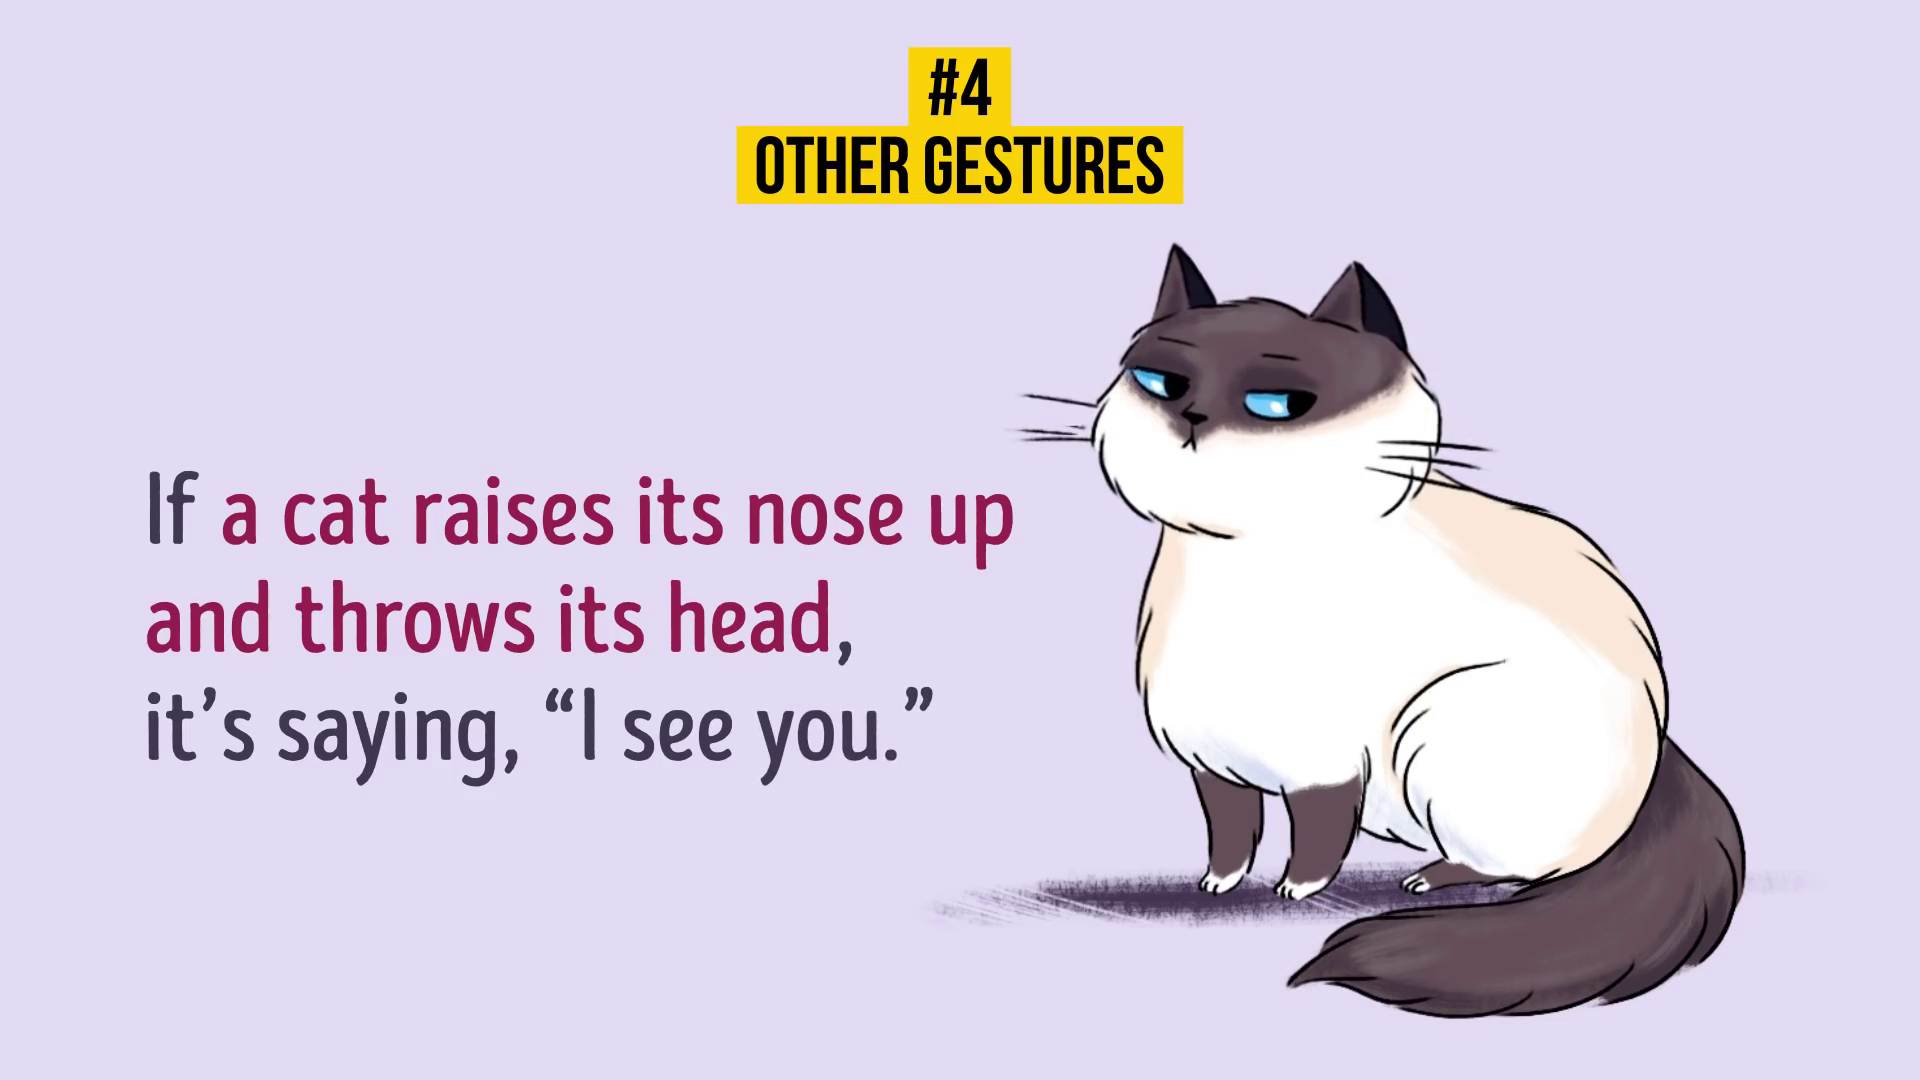 #4
OTHER GESTURES
If a cat raises its nose up
and throws its head,
it’s saying, “I see you.”